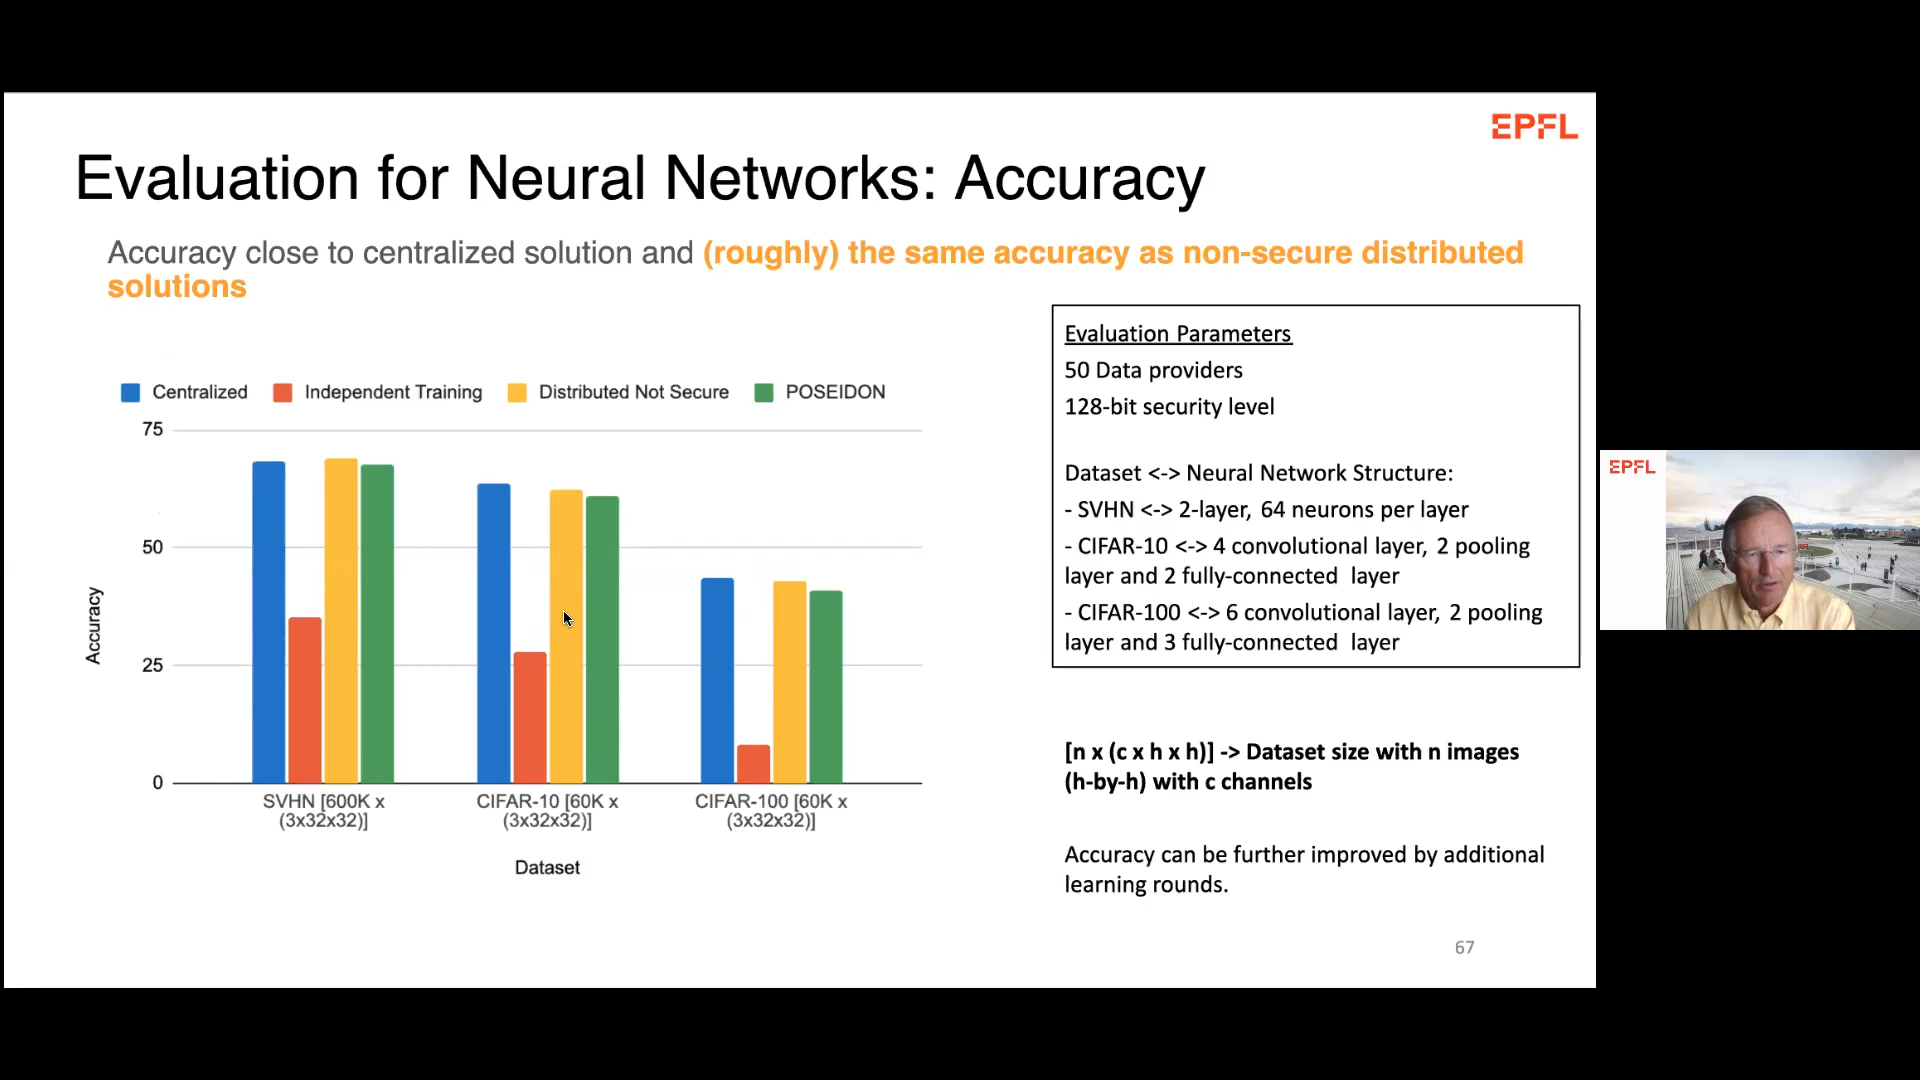 EPFL
Evaluation for Neural Networks: Accuracy
Accuracy close to centralized solution and (roughly) the same accuracy as non-secure distributed
solutions
Centralized Independent Training Distributed Not Secure POSEIDON
75
50
25
0
Accuracy
SVHN [600K x
(3x32x32)]
CIFAR-10 [60K x
(3x32x32)]
CIFAR-100 [60K x
(3x32x32)]
Dataset
Evaluation Parameters
50 Data providers
128-bit security level
Dataset <-> Neural Network Structure:
- SVHN <-> 2-layer, 64 neurons per layer
- CIFAR-10 <-> 4 convolutional layer, 2 pooling
layer and 2 fully-connected layer
- CIFAR-100 <-> 6 convolutional layer, 2 pooling
layer and 3 fully-connected layer
[n x (c x h x h)] -> Dataset size with n images
(h-by-h) with c channels
Accuracy can be further improved by additional
learning rounds.
67
EPFL